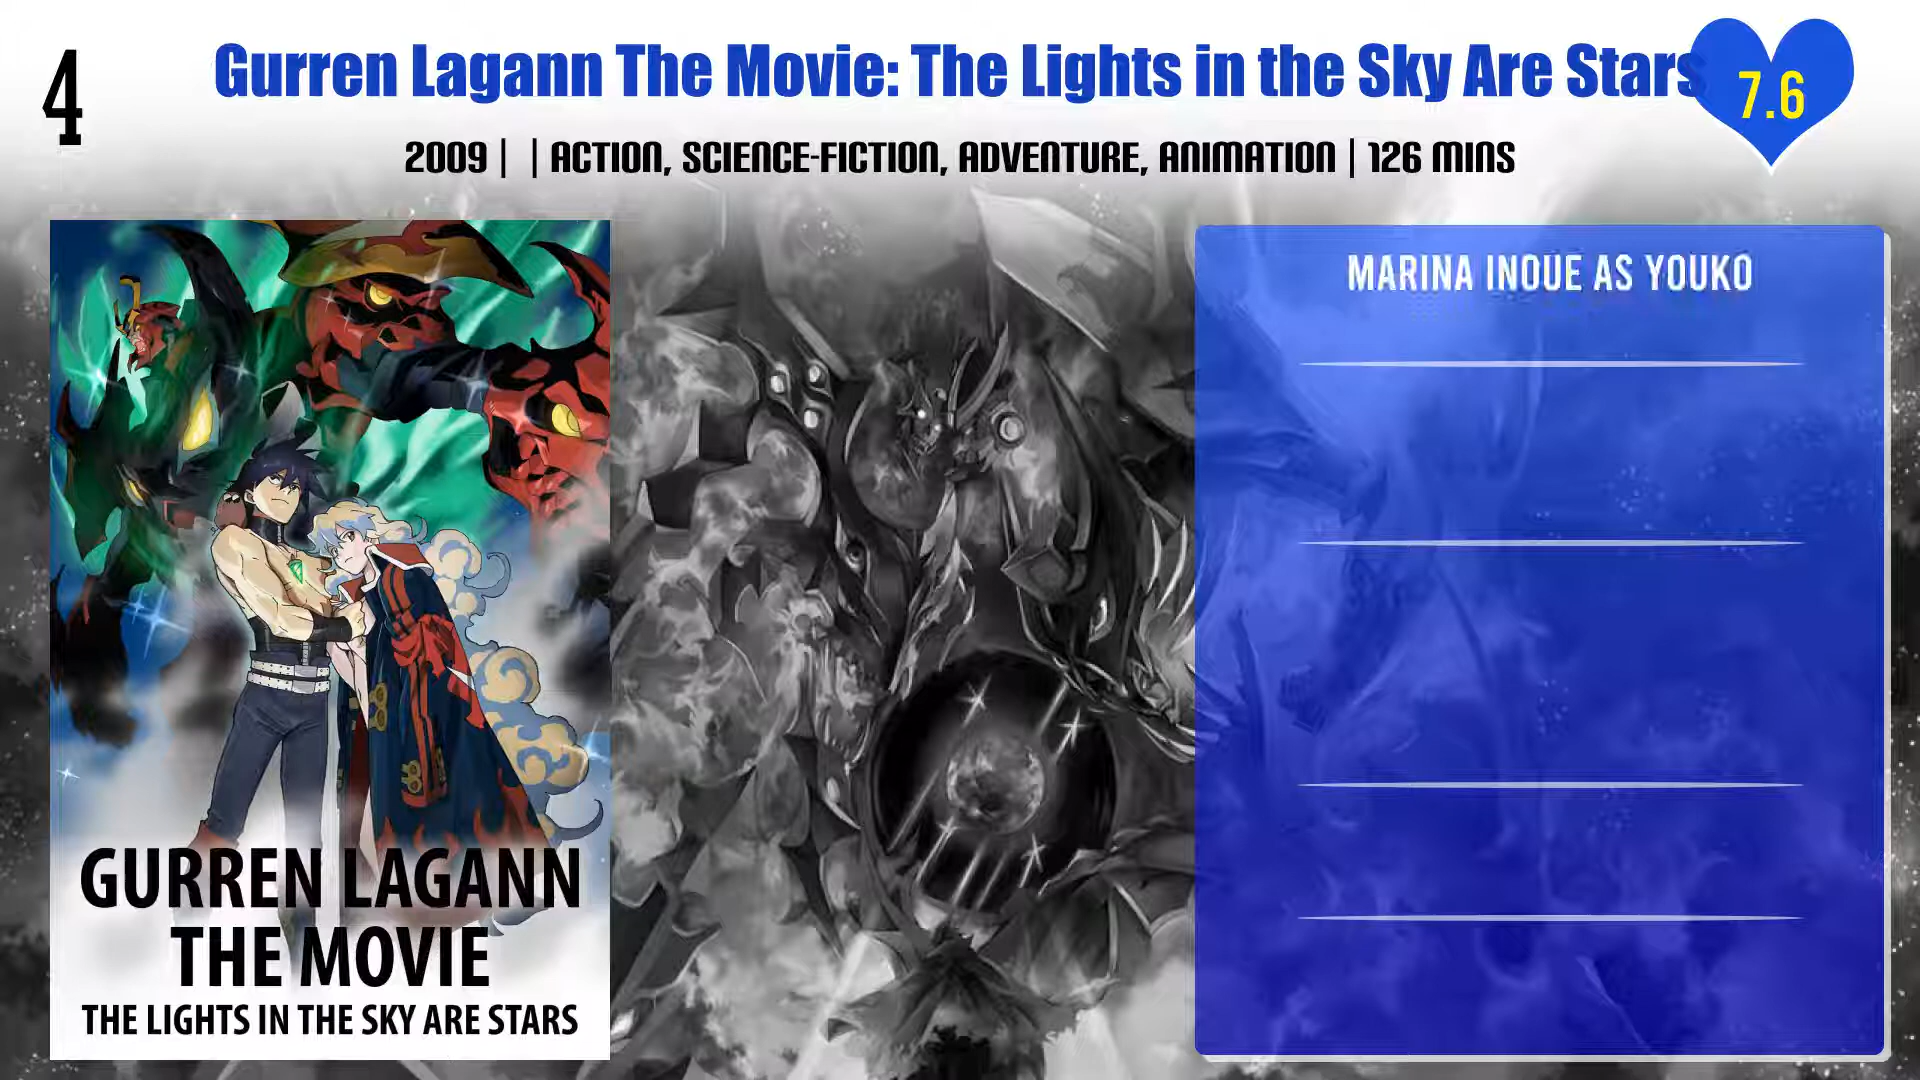 4
Gurren Lagann The Movie: The Lights in the Sky Are Stars
7.6
2009 | | ACTION, SCIENCE-FICTION, ADVENTURE, ANIMATION | 126 MINS
MARINA INOUE AS YOUKO
GURREN LAGANN
THE MOVIE
THE LIGHTS IN THE SKY ARE STARS